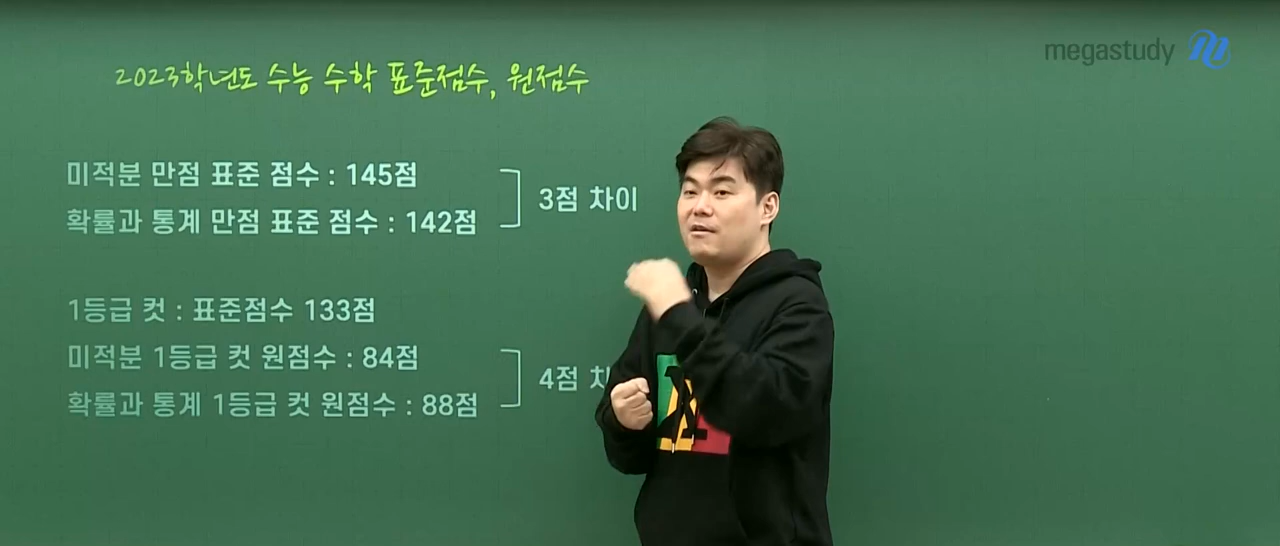 megastudy
2023학년도 수능 수학 표준점수, 원점수
미적분 만점 표준 점수 : 145점
확률과 통계 만점 표준 점수 : 142점
3점 차이
1등급 컷 : 표준점수 133점
미적분 1등급 컷 원점수 : 84점
확률과 통계 1등급 컷 원점수 : 88점
4점 차